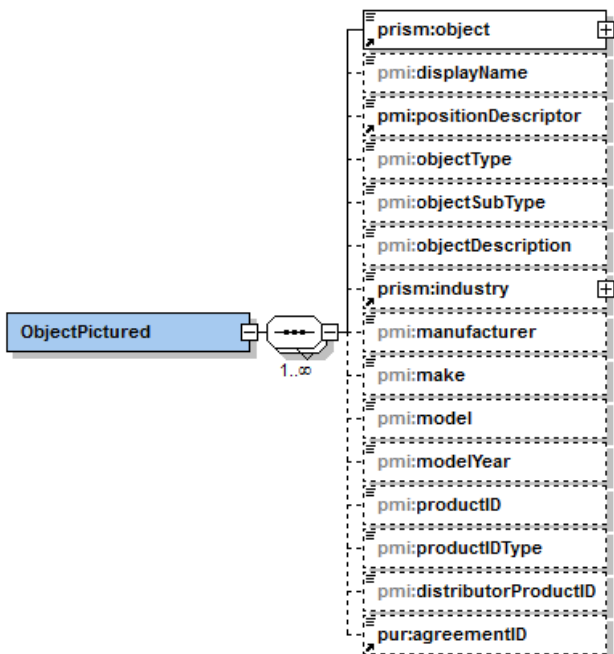 prism:object
pmi:displayName
pmi:positionDescriptor
pmi:objectType
pmi:objectSubType
pmi:objectDescription
prism:industry
ObjectPictured
pmi:manufacturer
1..∞
pmi:make
pmi:model
pmi:modelYear
pmi:productID
pmi:productIDType
pmi:distributorProductID
pur:agreementID